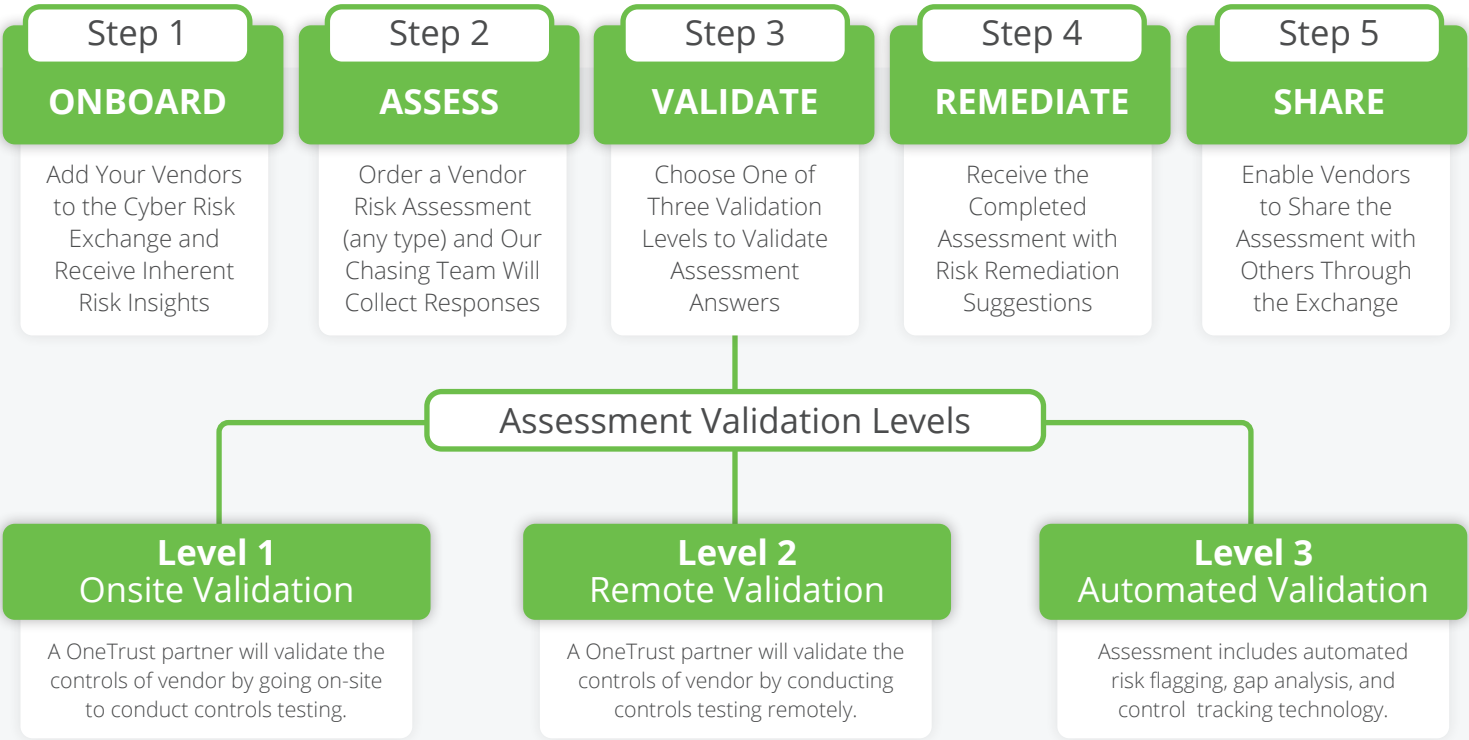 Step 1
ONBOARD
Add Your Vendors
to the Cyber Risk
Exchange and
Receive Inherent
Risk Insights
Step 2
ASSESS
Order a Vendor
Risk Assessment
(any type) and Our
Chasing Team Will
Collect Responses
Step 3
VALIDATE
Choose One of
Three Validation
Levels to Validate
Assessment
Answers
Step 4
REMEDIATE
Receive the
Completed
Assessment with
Risk Remediation
Suggestions
Step 5
SHARE
Enable Vendors
to Share the
Assessment with
Others Through
the Exchange
Assessment Validation Levels
Level 1
Onsite Validation
A OneTrust partner will validate the
controls of vendor by going on-site
to conduct controls testing.
Level 2
Remote Validation
A OneTrust partner will validate the
controls of vendor by conducting
controls testing remotely.
Level 3
Automated Validation
Assessment includes automated
risk flagging, gap analysis, and
control tracking technology.